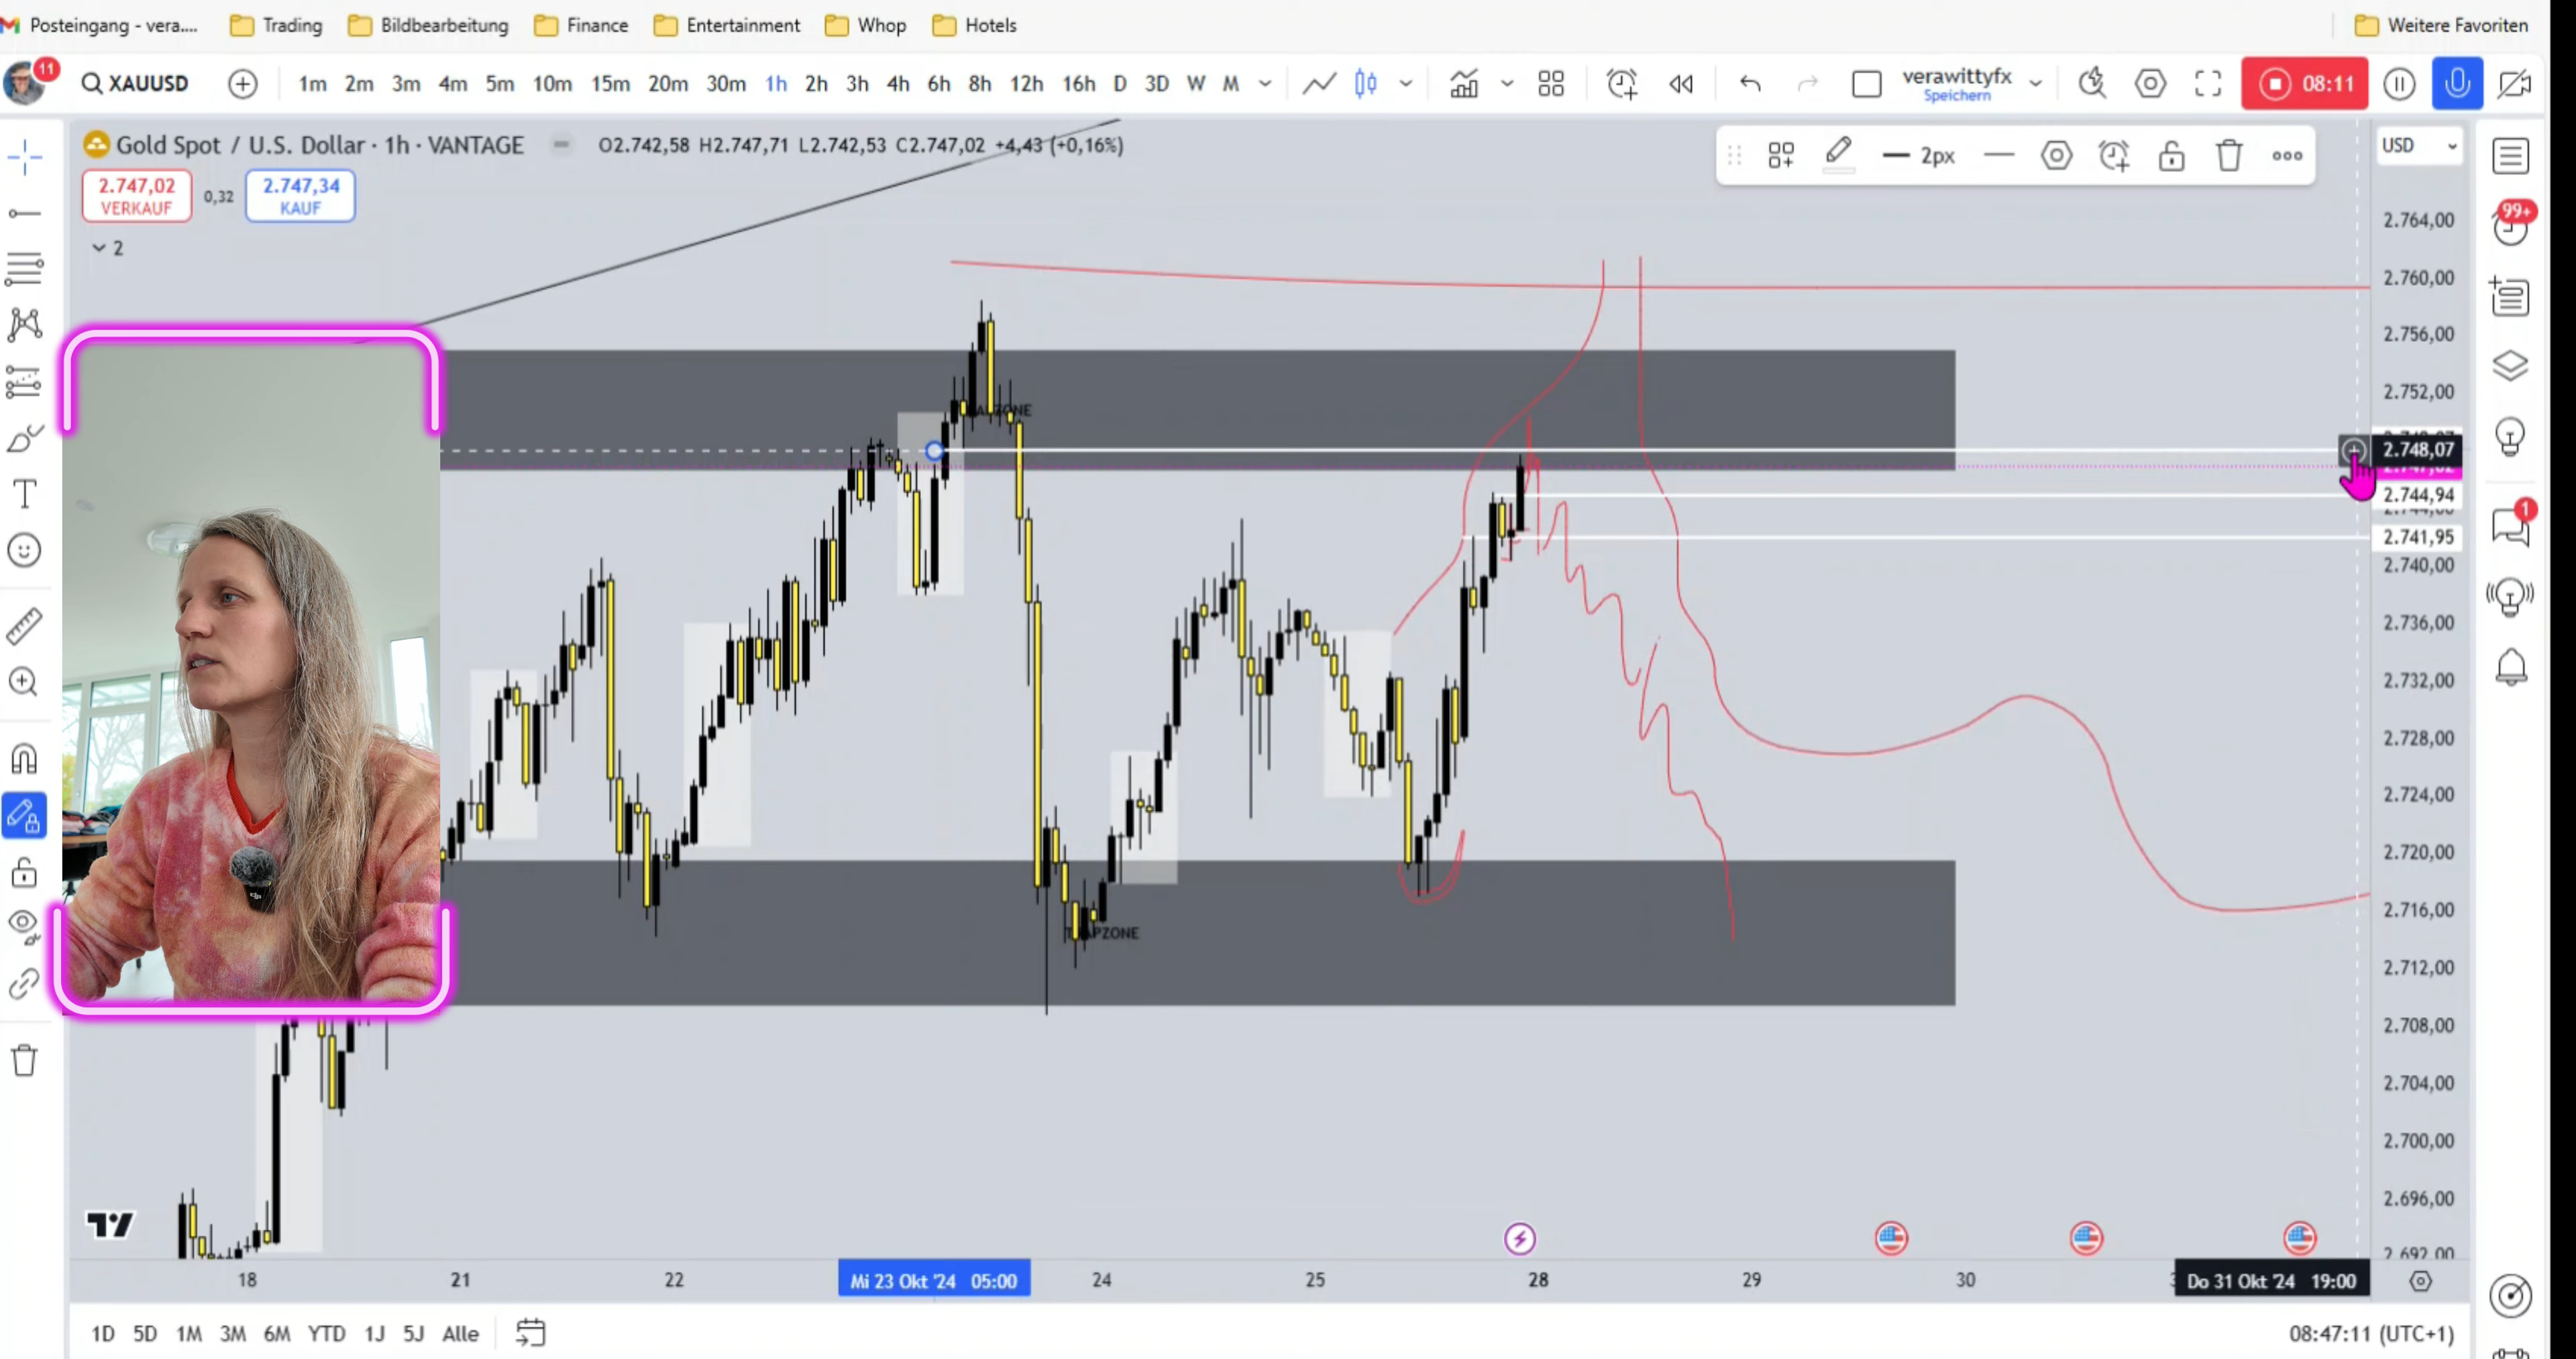 Posteingang - vera....
Trading
Bildbearbeitung
Finance
Entertainment
Whop
Hotels
Weitere Favoriten
11
XAUUSD
1m 2m 3m 4m 5m 10m 15m 20m 30m 1h 2h 3h 4h 6h 8h 12h 16h D 3D W M
verawittyfx
Speichern
08:11
Gold Spot / U.S. Dollar · 1h · VANTAGE
O2.742,58 H2.747,71 L2.742,53 C2.747,02 +4,43 (+0,16%)
2px
USD
2.747,02
VERKAUF
0,32
2.747,34
KAUF
2
99+
1
2.764,00
2.760,00
2.756,00
2.752,00
2.748,07
2.744,94
2.741,95
2.740,00
2.736,00
2.732,00
2.728,00
2.724,00
2.720,00
2.716,00
2.712,00
2.708,00
2.704,00
2.700,00
2.696,00
2.692,00
18
21
22
Mi 23 Okt '24 05:00
24
25
28
29
30
Do 31 Okt '24 19:00
1D 5D 1M 3M 6M YTD 1J 5J Alle
08:47:11 (UTC+1)